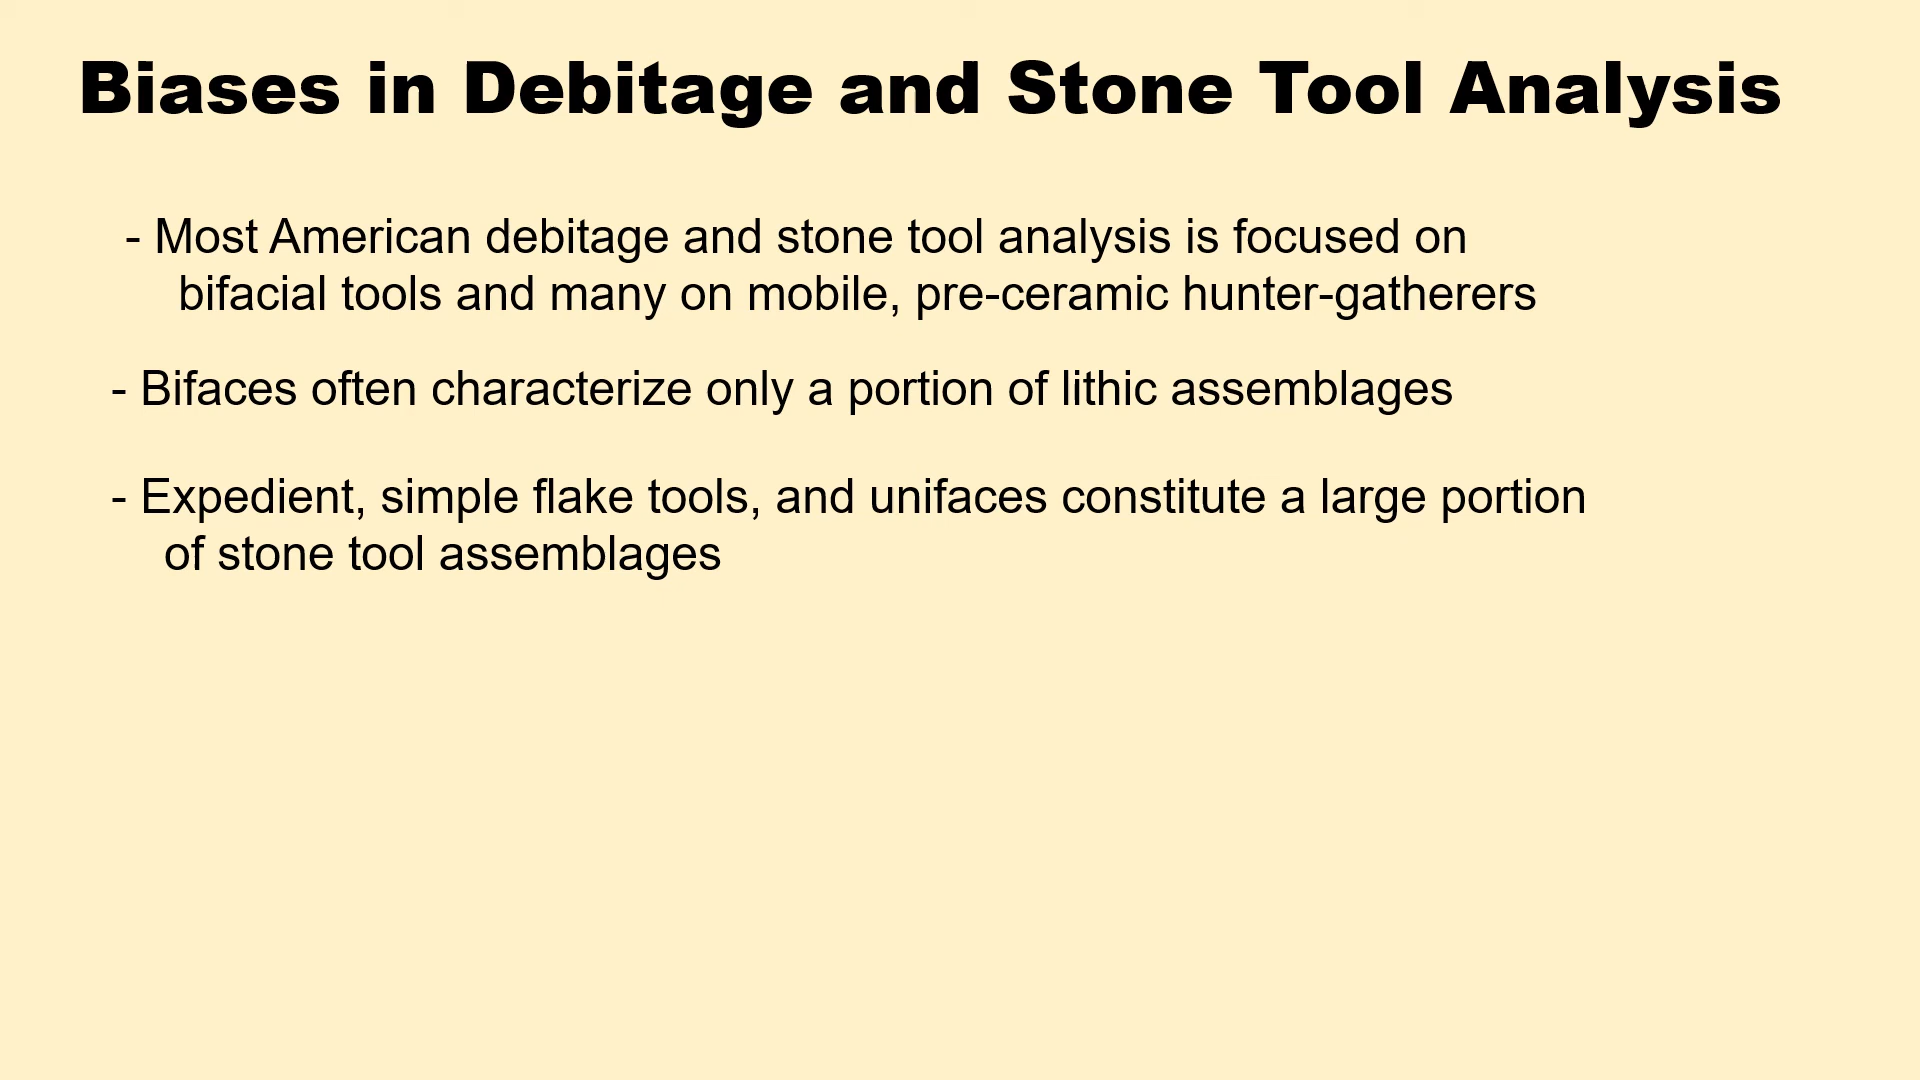 Biases in Debitage and Stone Tool Analysis
- Most American debitage and stone tool analysis is focused on
bifacial tools and many on mobile, pre-ceramic hunter-gatherers
- Bifaces often characterize only a portion of lithic assemblages
- Expedient, simple flake tools, and unifaces constitute a large portion
of stone tool assemblages